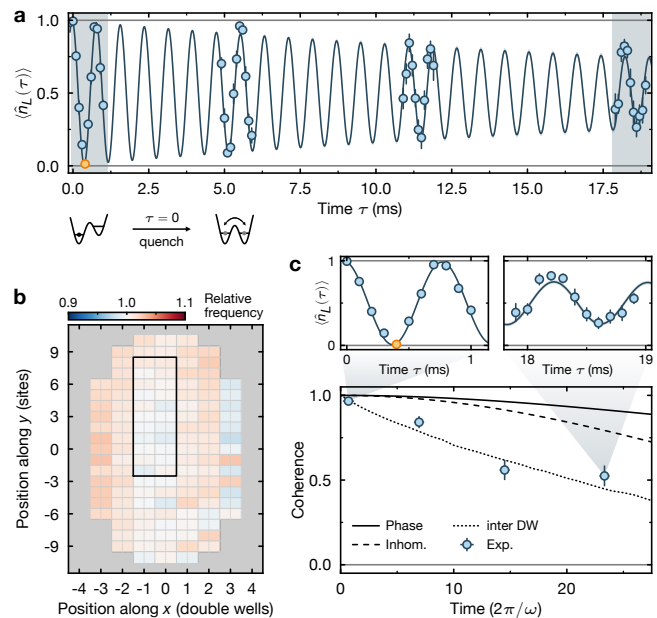 a
1.0
0.5
0.0
⟨n̂_L(τ)⟩
0.0 2.5 5.0 7.5 10.0 12.5 15.0 17.5
Time τ (ms)
τ = 0
quench
b
0.9 1.0 1.1
Relative
frequency
9
6
3
0
-3
-6
-9
Position along y (sites)
-4 -3 -2 -1 0 1 2 3 4
Position along x (double wells)
c
1
0
⟨n̂_L(τ)⟩
0 1
Time τ (ms)
18 19
Time τ (ms)
1.0
0.5
0.0
Coherence
Phase
Inhom.
inter DW
Exp.
0 10 20
Time (2π/ω)